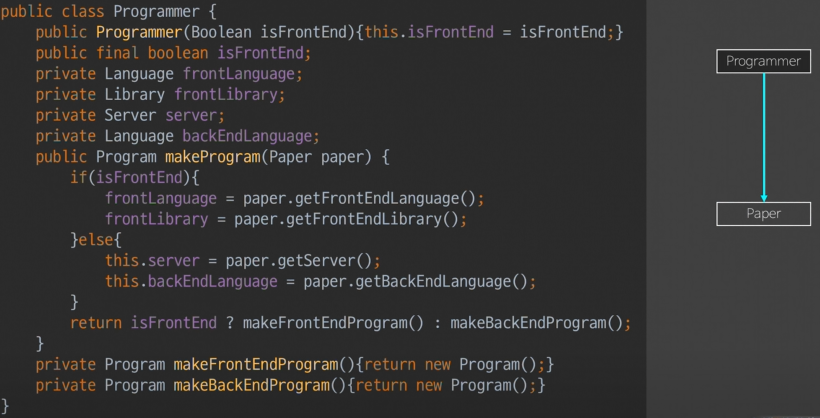 public class Programmer {
    public Programmer(Boolean isFrontEnd){this.isFrontEnd = isFrontEnd;}
    public final boolean isFrontEnd;
    private Language frontLanguage;
    private Library frontLibrary;
    private Server server;
    private Language backEndLanguage;
    public Program makeProgram(Paper paper) {
        if(isFrontEnd){
            frontLanguage = paper.getFrontEndLanguage();
            frontLibrary = paper.getFrontEndLibrary();
        }else{
            this.server = paper.getServer();
            this.backEndLanguage = paper.getBackEndLanguage();
        }
        return isFrontEnd ? makeFrontEndProgram() : makeBackEndProgram();
    }
    private Program makeFrontEndProgram(){return new Program();}
    private Program makeBackEndProgram(){return new Program();}
}
Programmer
Paper